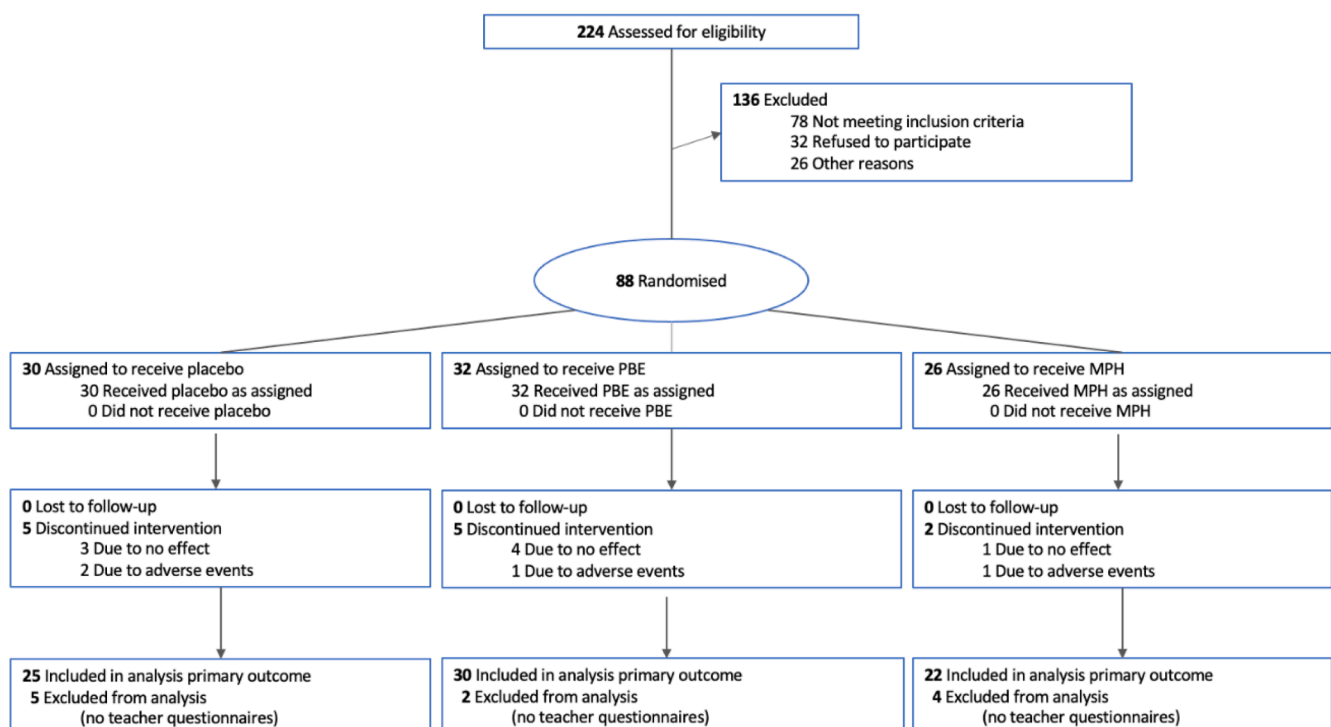 224 Assessed for eligibility
136 Excluded
78 Not meeting inclusion criteria
32 Refused to participate
26 Other reasons
88 Randomised
30 Assigned to receive placebo
30 Received placebo as assigned
0 Did not receive placebo
32 Assigned to receive PBE
32 Received PBE as assigned
0 Did not receive PBE
26 Assigned to receive MPH
26 Received MPH as assigned
0 Did not receive MPH
0 Lost to follow-up
5 Discontinued intervention
3 Due to no effect
2 Due to adverse events
0 Lost to follow-up
5 Discontinued intervention
4 Due to no effect
1 Due to adverse events
0 Lost to follow-up
2 Discontinued intervention
1 Due to no effect
1 Due to adverse events
25 Included in analysis primary outcome
5 Excluded from analysis
(no teacher questionnaires)
30 Included in analysis primary outcome
2 Excluded from analysis
(no teacher questionnaires)
22 Included in analysis primary outcome
4 Excluded from analysis
(no teacher questionnaires)